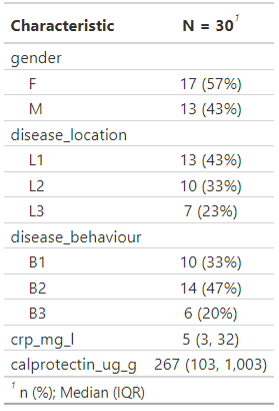 Characteristic N = 30¹
gender
F 17 (57%)
M 13 (43%)
disease_location
L1 13 (43%)
L2 10 (33%)
L3 7 (23%)
disease_behaviour
B1 10 (33%)
B2 14 (47%)
B3 6 (20%)
crp_mg_l 5 (3, 32)
calprotectin_ug_g 267 (103, 1,003)
¹ n (%); Median (IQR)